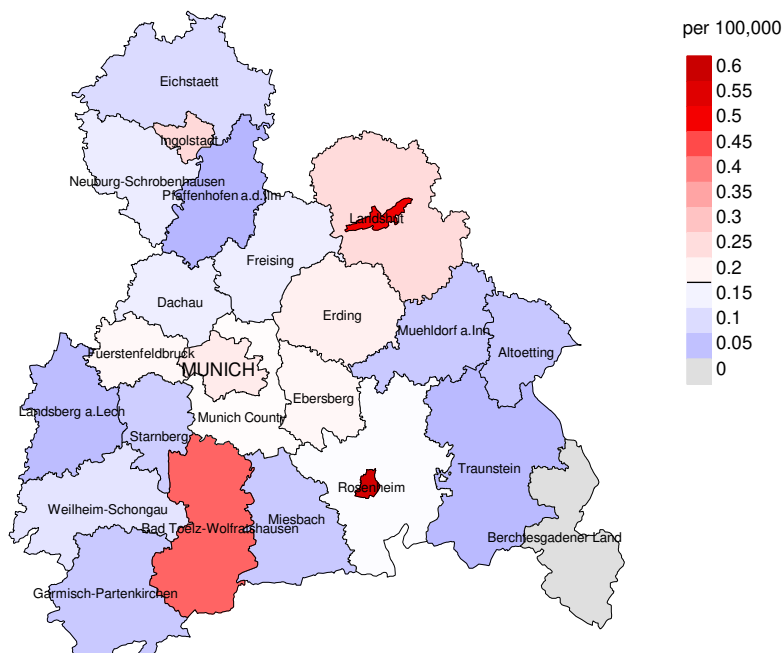 per 100,000
0.6
0.55
0.5
0.45
0.4
0.35
0.3
0.25
0.2
0.15
0.1
0.05
0
Eichstaett
Ingolstadt
Neuburg-Schrobenhausen
Pfaffenhofen a.d.Ilm
Landshut
Freising
Dachau
Erding
Muehldorf a.Inn
Altoetting
Fuerstenfeldbruck
MUNICH
Ebersberg
Landsberg a.Lech
Munich County
Starnberg
Traunstein
Rosenheim
Weilheim-Schongau
Miesbach
Bad Toelz-Wolfratshausen
Berchtesgadener Land
Garmisch-Partenkirchen